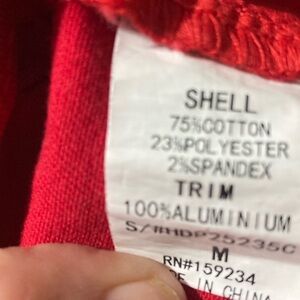 SHELL
75%COTTON
23%POLYESTER
2%SPANDEX
TRIM
100%ALUMINIUM
S/#HDP25235C
M
RN#159234
IN CHINA